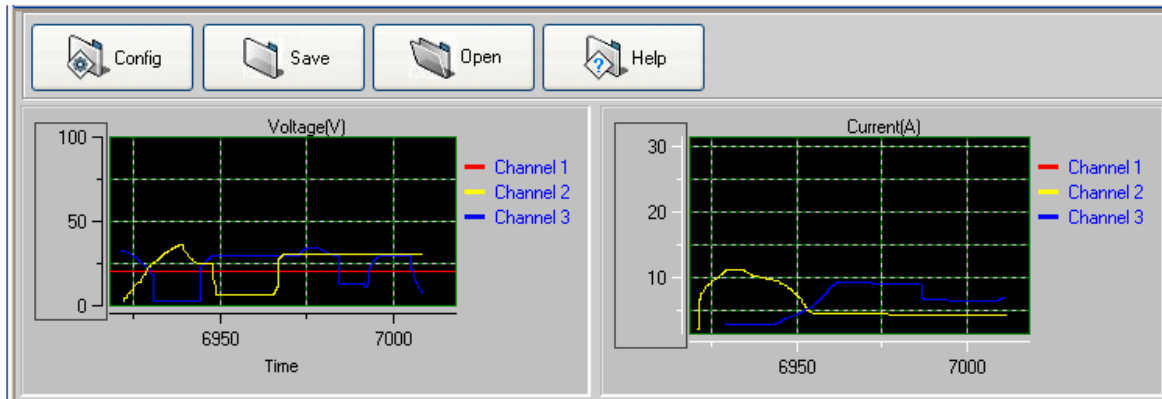 Config Save Open Help
Voltage(V)
100
50
0
6950 7000
Time
Channel 1
Channel 2
Channel 3
Current(A)
30
20
10
6950 7000
Channel 1
Channel 2
Channel 3